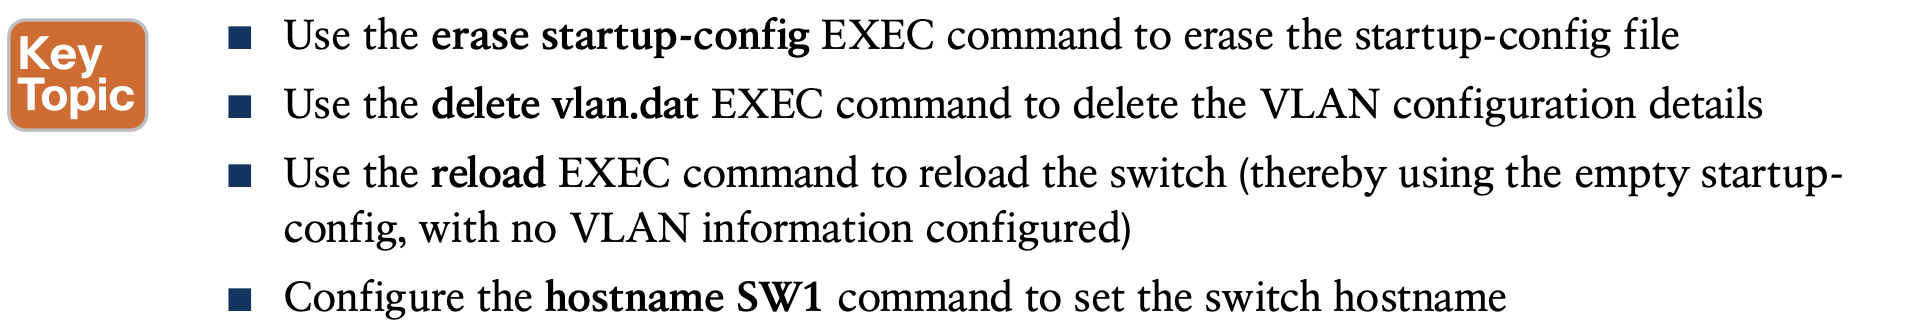 Key
Topic
■ Use the erase startup-config EXEC command to erase the startup-config file
■ Use the delete vlan.dat EXEC command to delete the VLAN configuration details
■ Use the reload EXEC command to reload the switch (thereby using the empty startup-
config, with no VLAN information configured)
■ Configure the hostname SW1 command to set the switch hostname